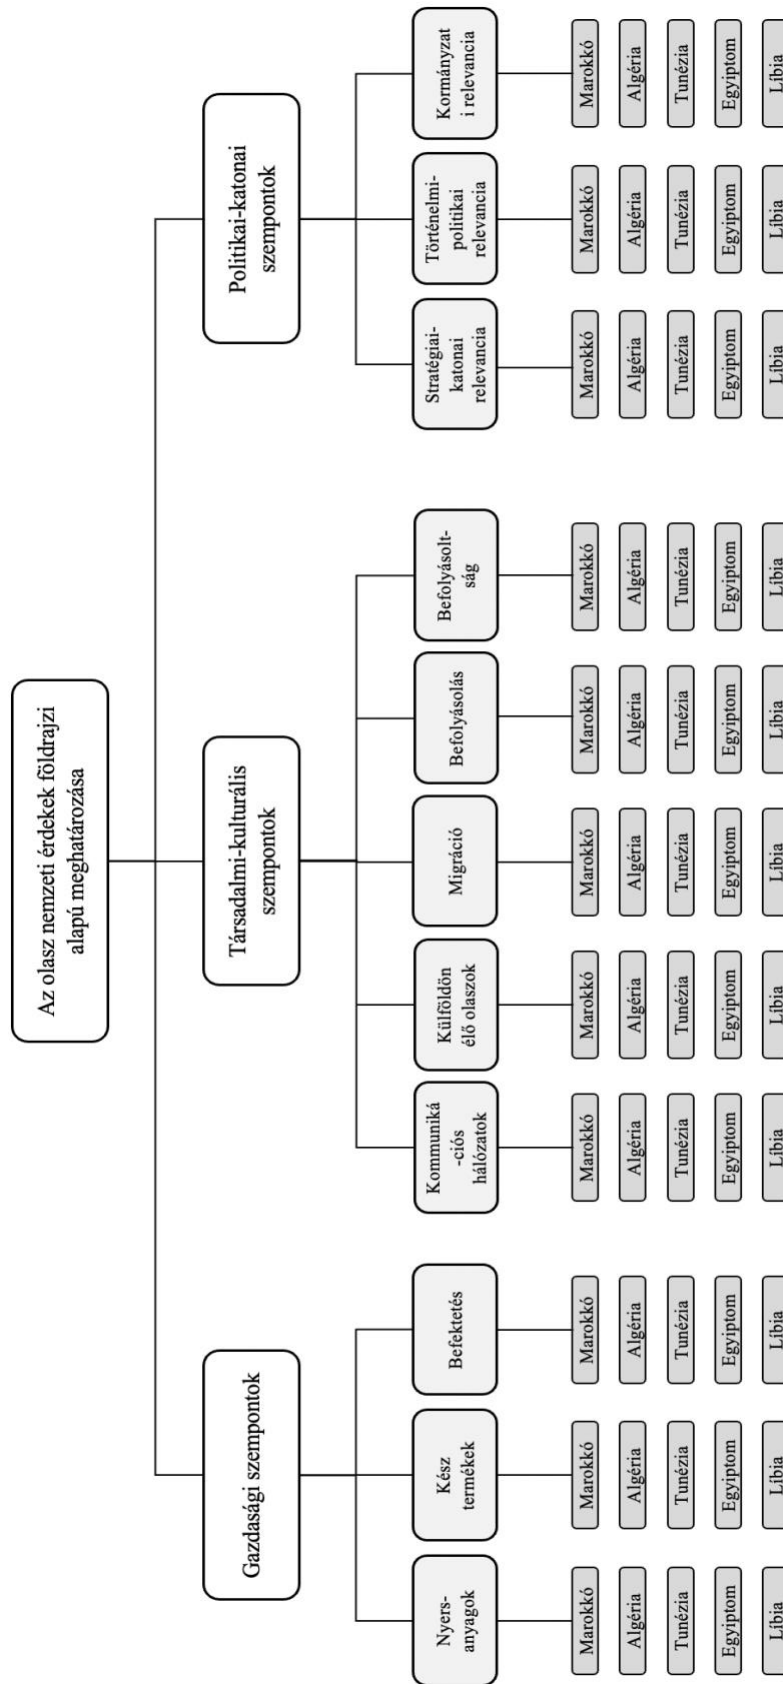 Az olasz nemzeti érdekek földrajzi
alapú meghatározása
Gazdasági szempontok
Társadalmi-kulturális
szempontok
Politikai-katonai
szempontok
Nyers-
anyagok
Kész
termékek
Befektetés
Kommuniká
-ciós
hálózatok
Külföldön
élő olaszok
Migráció
Befolyásolás
Befolyásolt-
ság
Stratégiai-
katonai
relevancia
Történelmi-
politikai
relevancia
Kormányzat
i relevancia
Marokkó
Marokkó
Marokkó
Marokkó
Marokkó
Marokkó
Marokkó
Marokkó
Marokkó
Marokkó
Marokkó
Algéria
Algéria
Algéria
Algéria
Algéria
Algéria
Algéria
Algéria
Algéria
Algéria
Algéria
Tunézia
Tunézia
Tunézia
Tunézia
Tunézia
Tunézia
Tunézia
Tunézia
Tunézia
Tunézia
Tunézia
Egyiptom
Egyiptom
Egyiptom
Egyiptom
Egyiptom
Egyiptom
Egyiptom
Egyiptom
Egyiptom
Egyiptom
Egyiptom
Líbia
Líbia
Líbia
Líbia
Líbia
Líbia
Líbia
Líbia
Líbia
Líbia
Líbia